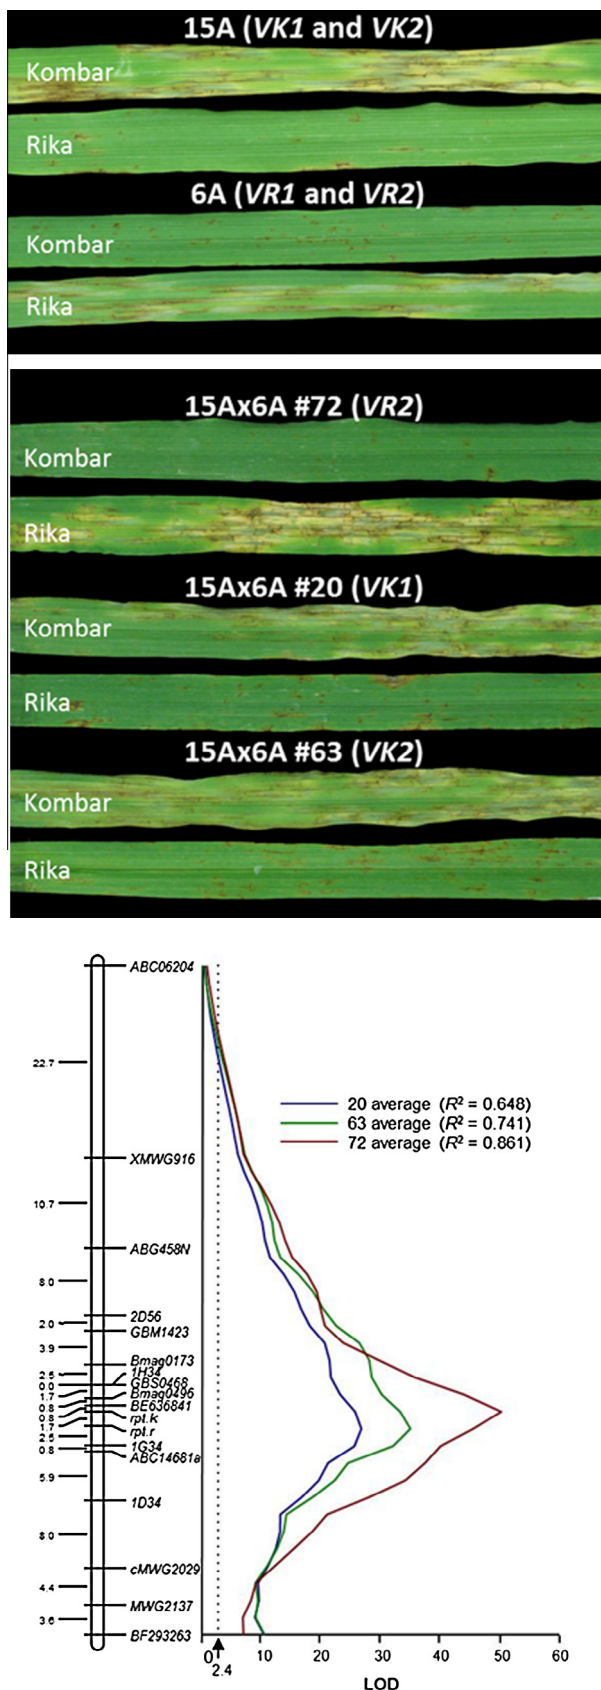 15A (VK1 and VK2)
Kombar
Rika
6A (VR1 and VR2)
Kombar
Rika
15Ax6A #72 (VR2)
Kombar
Rika
15Ax6A #20 (VK1)
Kombar
Rika
15Ax6A #63 (VK2)
Kombar
Rika
ABC06204
22.7
20 average (R² = 0.648)
63 average (R² = 0.741)
72 average (R² = 0.861)
XMWG916
10.7
ABG458N
8.0
2D56
2.0
GBM1423
3.9
Bmag0173
2.5
1H34
0.0
GBS0468
1.7
Bmag0496
0.8
BE636841
0.8
rpt.k
1.7
rpt.r
2.5
1G34
0.8
ABC14681a
5.9
1D34
8.0
cMWG2029
4.4
MWG2137
3.6
BF293263
0 10 20 30 40 50 60
2.4
LOD